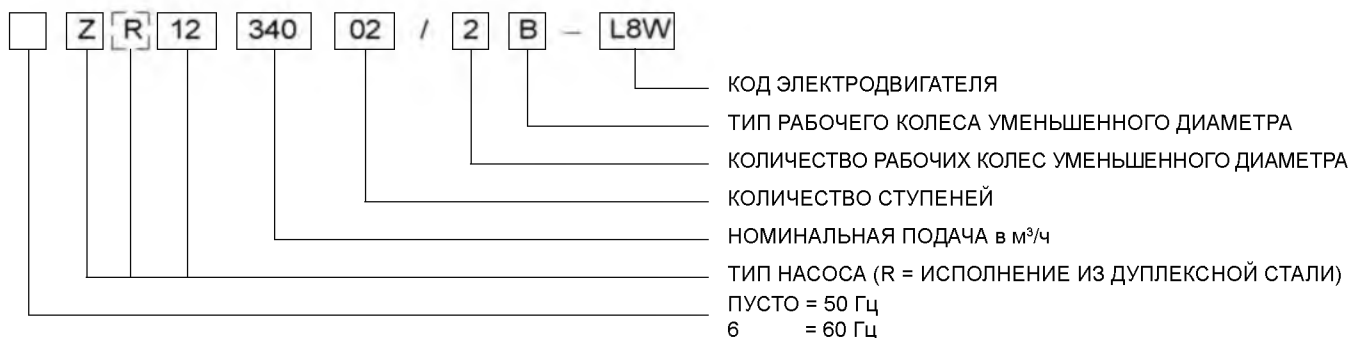 Z R 12 340 02 / 2 B – L8W
КОД ЭЛЕКТРОДВИГАТЕЛЯ
ТИП РАБОЧЕГО КОЛЕСА УМЕНЬШЕННОГО ДИАМЕТРА
КОЛИЧЕСТВО РАБОЧИХ КОЛЕС УМЕНЬШЕННОГО ДИАМЕТРА
КОЛИЧЕСТВО СТУПЕНЕЙ
НОМИНАЛЬНАЯ ПОДАЧА в м³/ч
ТИП НАСОСА (R = ИСПОЛНЕНИЕ ИЗ ДУПЛЕКСНОЙ СТАЛИ)
ПУСТО = 50 Гц
6 = 60 Гц